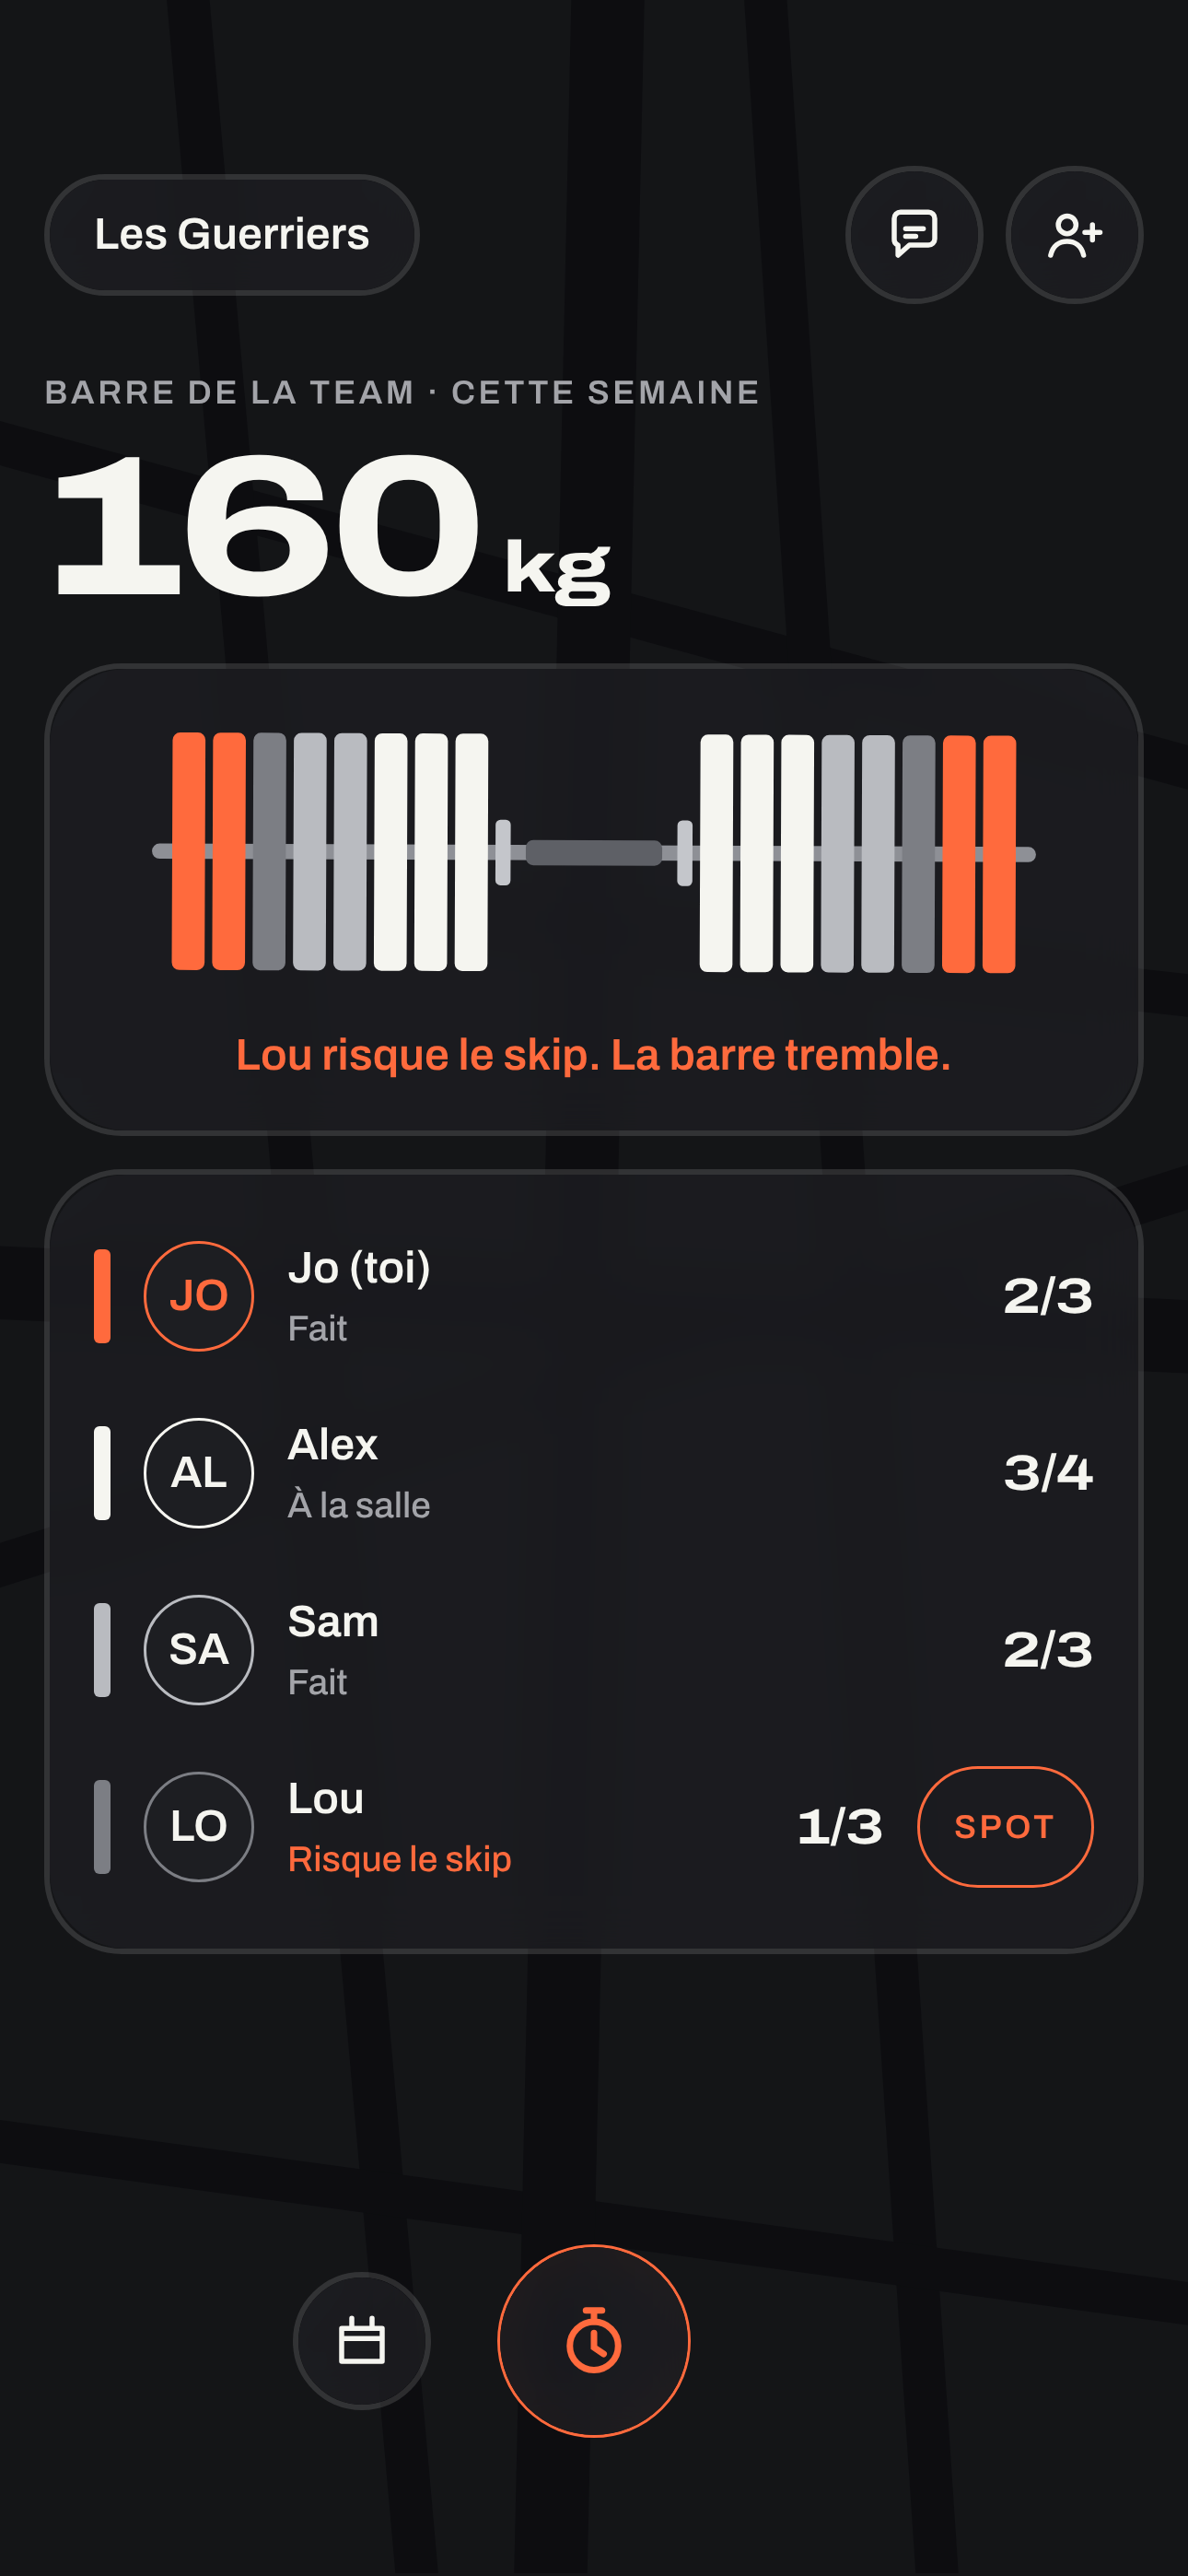 Les Guerriers
BARRE DE LA TEAM · CETTE SEMAINE
160 kg
Lou risque le skip. La barre tremble.
JO
Jo (toi)
Fait
2/3
AL
Alex
À la salle
3/4
SA
Sam
Fait
2/3
LO
Lou
Risque le skip
1/3
SPOT